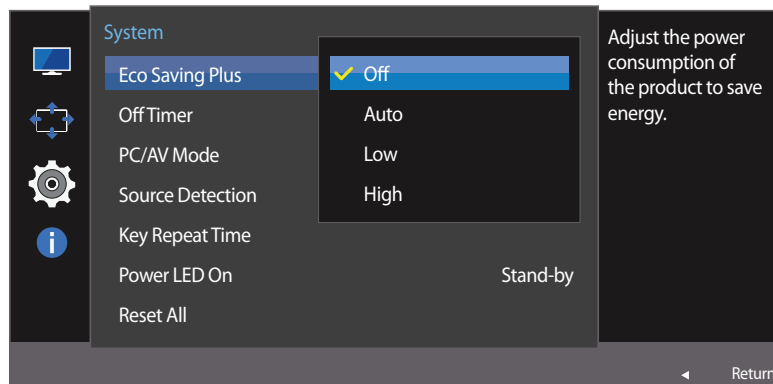 System
Eco Saving Plus
Off
Off Timer
Auto
PC/AV Mode
Low
Source Detection
High
Key Repeat Time
Power LED On
Stand-by
Reset All
Adjust the power
consumption of
the product to save
energy.
Return